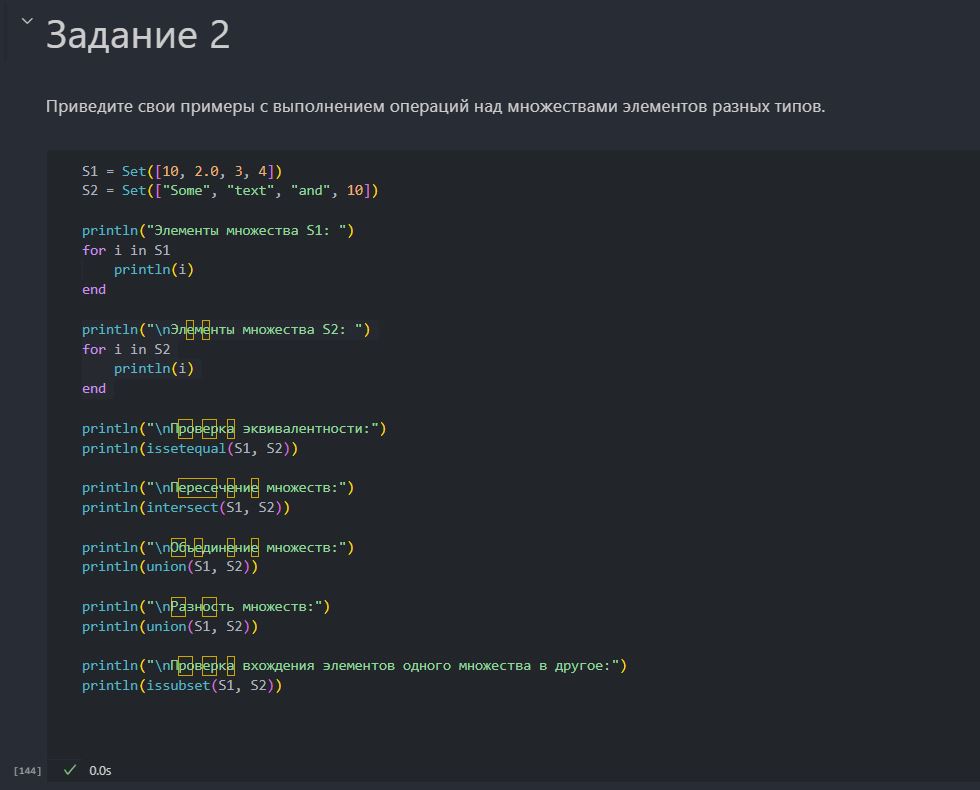 Задание 2
Приведите свои примеры с выполнением операций над множествами элементов разных типов.
S1 = Set([10, 2.0, 3, 4])
S2 = Set(["Some", "text", "and", 10])
println("Элементы множества S1: ")
for i in S1
    println(i)
end
println("\nЭлементы множества S2: ")
for i in S2
    println(i)
end
println("\nПроверка эквивалентности:")
println(issetequal(S1, S2))
println("\nПересечение множеств:")
println(intersect(S1, S2))
println("\nОбъединение множеств:")
println(union(S1, S2))
println("\nРазность множеств:")
println(union(S1, S2))
println("\nПроверка вхождения элементов одного множества в другое:")
println(issubset(S1, S2))
[144] ✓ 0.0s